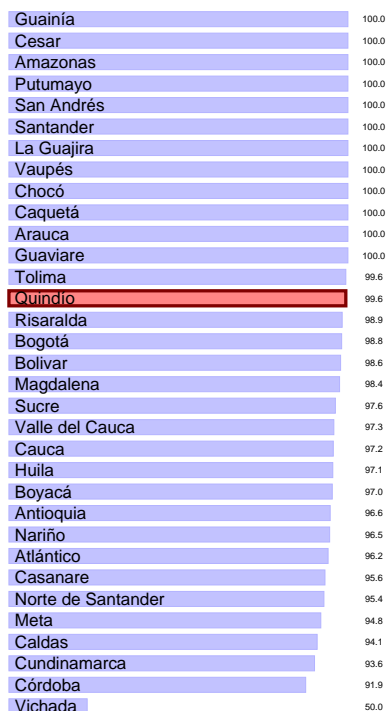 Guainía 100.0
Cesar 100.0
Amazonas 100.0
Putumayo 100.0
San Andrés 100.0
Santander 100.0
La Guajira 100.0
Vaupés 100.0
Chocó 100.0
Caquetá 100.0
Arauca 100.0
Guaviare 100.0
Tolima 99.6
Quindío 99.6
Risaralda 98.9
Bogotá 98.8
Bolivar 98.6
Magdalena 98.4
Sucre 97.6
Valle del Cauca 97.3
Cauca 97.2
Huila 97.1
Boyacá 97.0
Antioquia 96.6
Nariño 96.5
Atlántico 96.2
Casanare 95.6
Norte de Santander 95.4
Meta 94.8
Caldas 94.1
Cundinamarca 93.6
Córdoba 91.9
Vichada 50.0